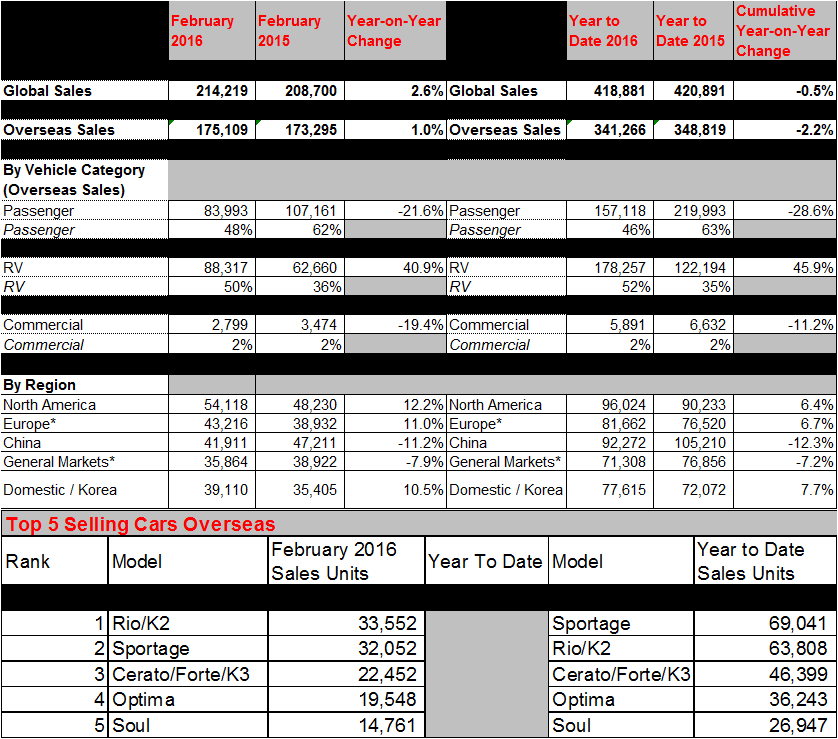 February 2016 February 2015 Year-on-Year Change Year to Date 2016 Year to Date 2015 Cumulative Year-on-Year Change
Global Sales 214,219 208,700 2.6% Global Sales 418,881 420,891 -0.5%
Overseas Sales 175,109 173,295 1.0% Overseas Sales 341,266 348,819 -2.2%
By Vehicle Category
(Overseas Sales)
Passenger 83,993 107,161 -21.6% Passenger 157,118 219,993 -28.6%
Passenger 48% 62% Passenger 46% 63%
RV 88,317 62,660 40.9% RV 178,257 122,194 45.9%
RV 50% 36% RV 52% 35%
Commercial 2,799 3,474 -19.4% Commercial 5,891 6,632 -11.2%
Commercial 2% 2% Commercial 2% 2%
By Region
North America 54,118 48,230 12.2% North America 96,024 90,233 6.4%
Europe* 43,216 38,932 11.0% Europe* 81,662 76,520 6.7%
China 41,911 47,211 -11.2% China 92,272 105,210 -12.3%
General Markets* 35,864 38,922 -7.9% General Markets* 71,308 76,856 -7.2%
Domestic / Korea 39,110 35,405 10.5% Domestic / Korea 77,615 72,072 7.7%
Top 5 Selling Cars Overseas
Rank Model February 2016 Sales Units Year To Date Model Year to Date Sales Units
1 Rio/K2 33,552 Sportage 69,041
2 Sportage 32,052 Rio/K2 63,808
3 Cerato/Forte/K3 22,452 Cerato/Forte/K3 46,399
4 Optima 19,548 Optima 36,243
5 Soul 14,761 Soul 26,947